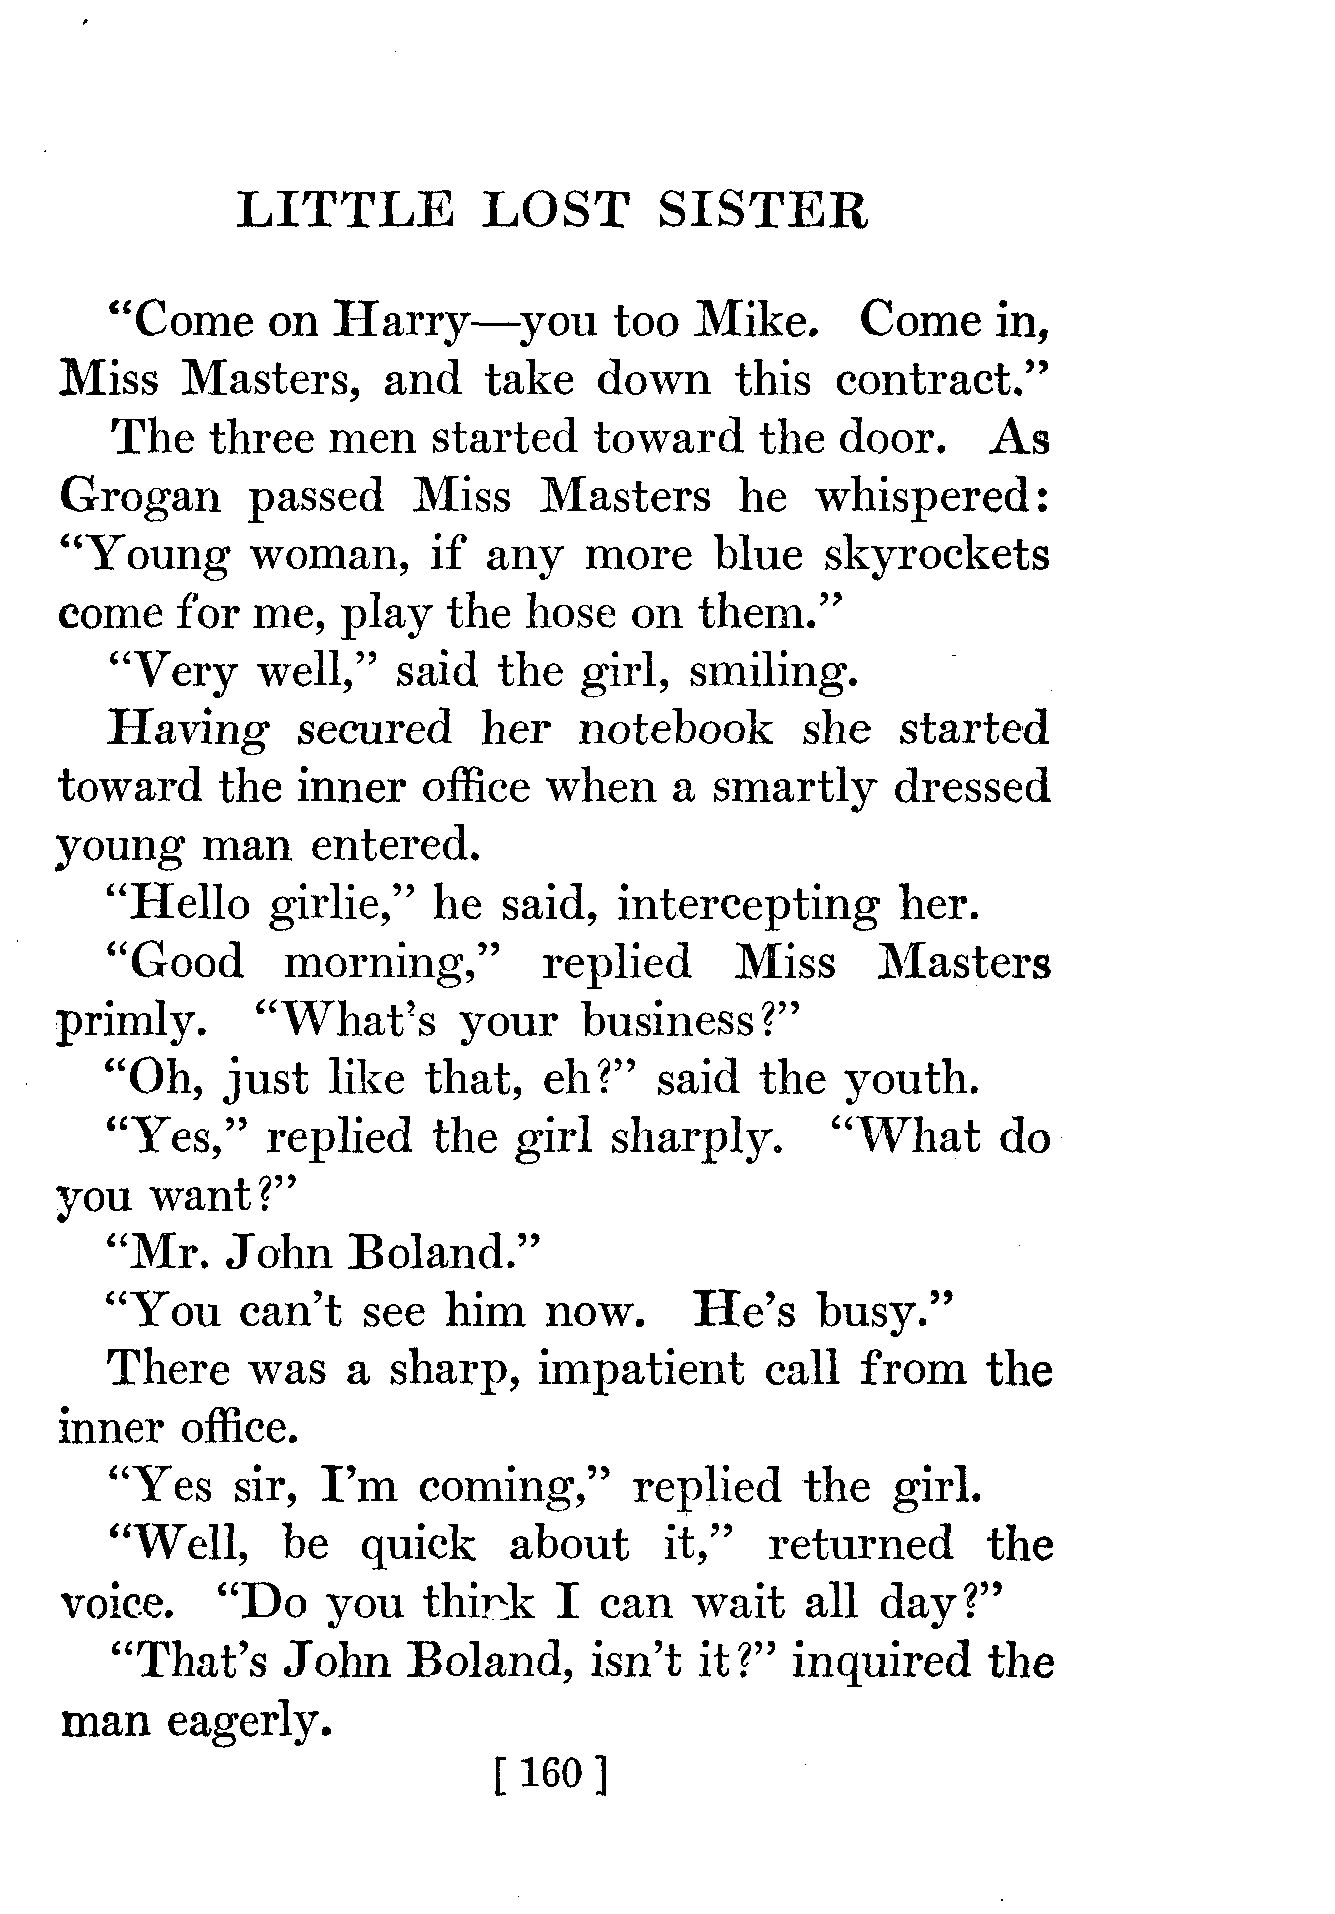 LITTLE LOST SISTER
“Come on Harry—you too Mike. Come in,
Miss Masters, and take down this contract.”
The three men started toward the door. As
Grogan passed Miss Masters he whispered:
“Young woman, if any more blue skyrockets
come for me, play the hose on them.”
“Very well,” said the girl, smiling.
Having secured her notebook she started
toward the inner office when a smartly dressed
young man entered.
“Hello girlie,” he said, intercepting her.
“Good morning,” replied Miss Masters
primly. “What’s your business?”
“Oh, just like that, eh?” said the youth.
“Yes,” replied the girl sharply. “What do
you want?”
“Mr. John Boland.”
“You can’t see him now. He’s busy.”
There was a sharp, impatient call from the
inner office.
“Yes sir, I’m coming,” replied the girl.
“Well, be quick about it,” returned the
voice. “Do you think I can wait all day?”
“That’s John Boland, isn’t it?” inquired the
man eagerly.
[ 160 ]